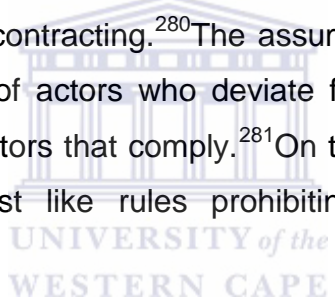 contracting.280The assur
of actors who deviate f
ctors that comply.281On t
st like rules prohibitin
UNIVERSITY of the
WESTERN CAPE